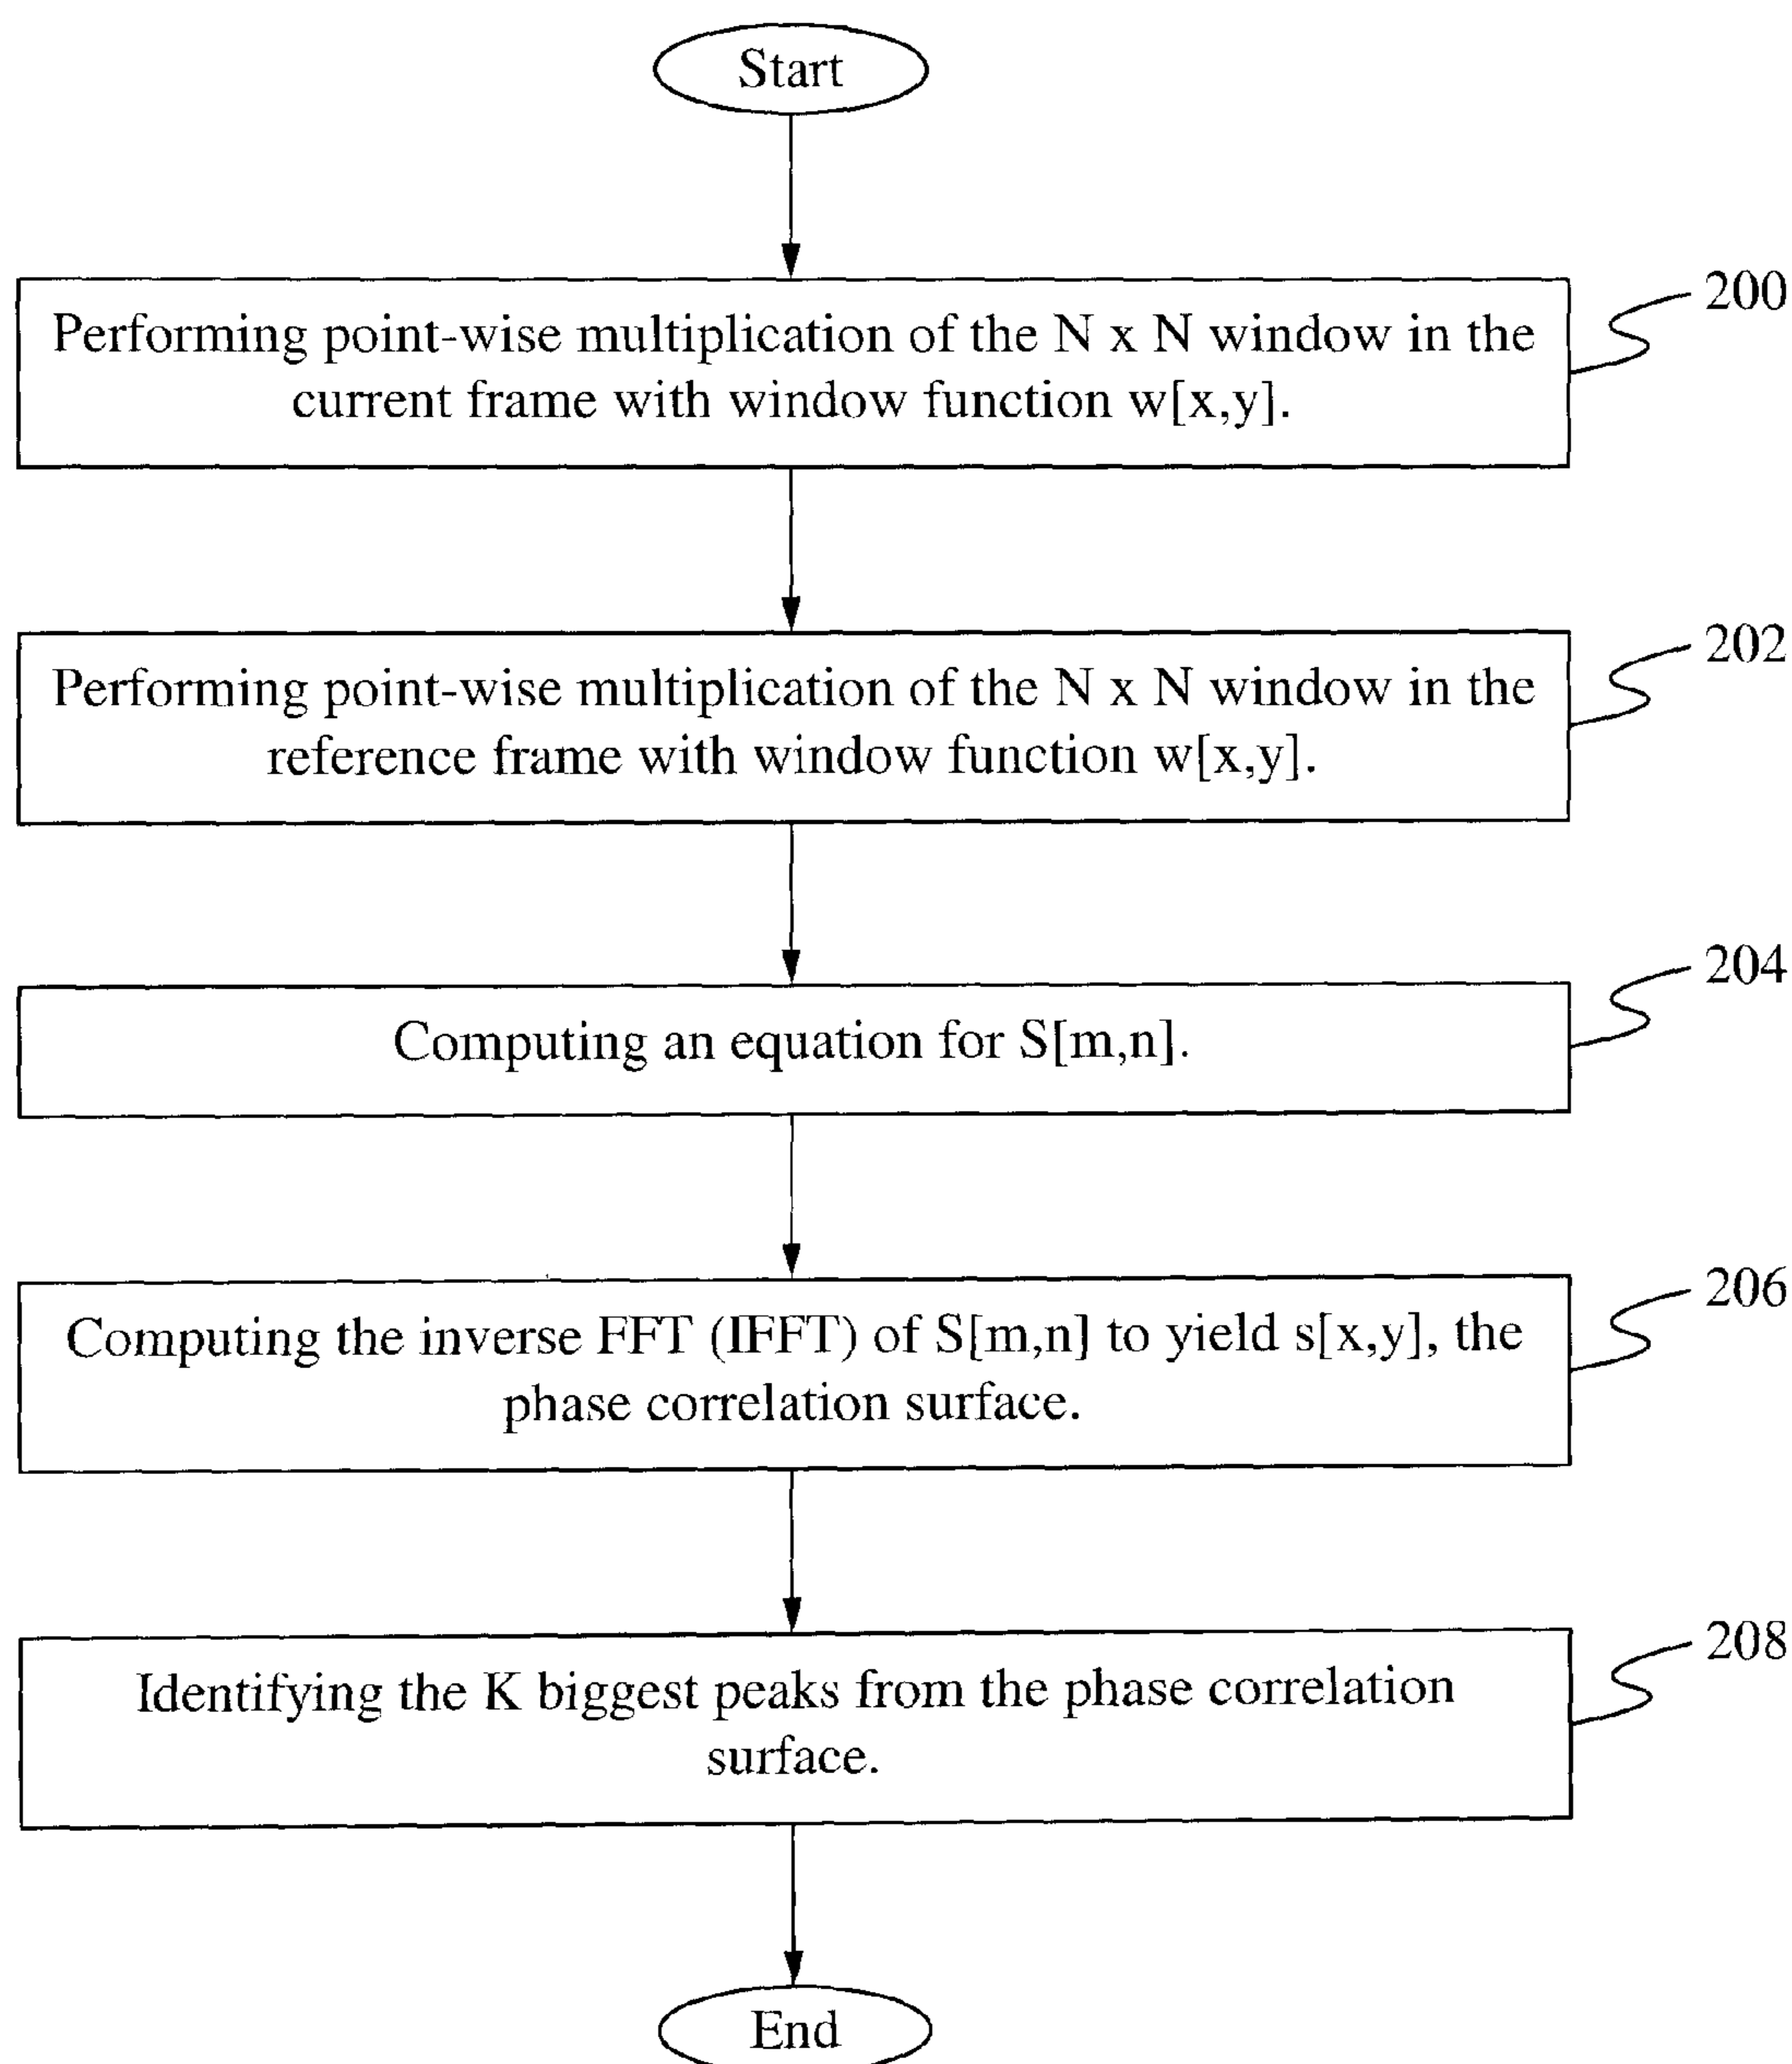 Start
200
Performing point-wise multiplication of the N x N window in the
current frame with window function w[x,y].
202
Performing point-wise multiplication of the N x N window in the
reference frame with window function w[x,y].
204
Computing an equation for S[m,n].
206
Computing the inverse FFT (IFFT) of S[m,n] to yield s[x,y], the
phase correlation surface.
208
Identifying the K biggest peaks from the phase correlation
surface.
End